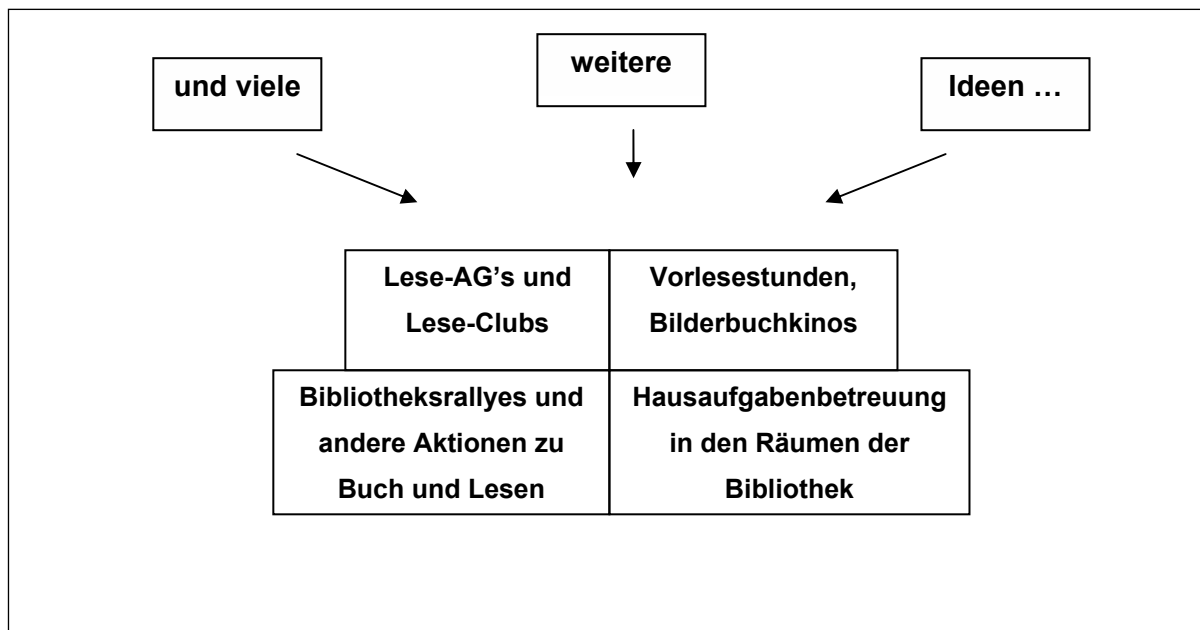 und viele
weitere
Ideen …
Lese-AG’s und
Lese-Clubs
Vorlesestunden,
Bilderbuchkinos
Bibliotheksrallyes und
andere Aktionen zu
Buch und Lesen
Hausaufgabenbetreuung
in den Räumen der
Bibliothek